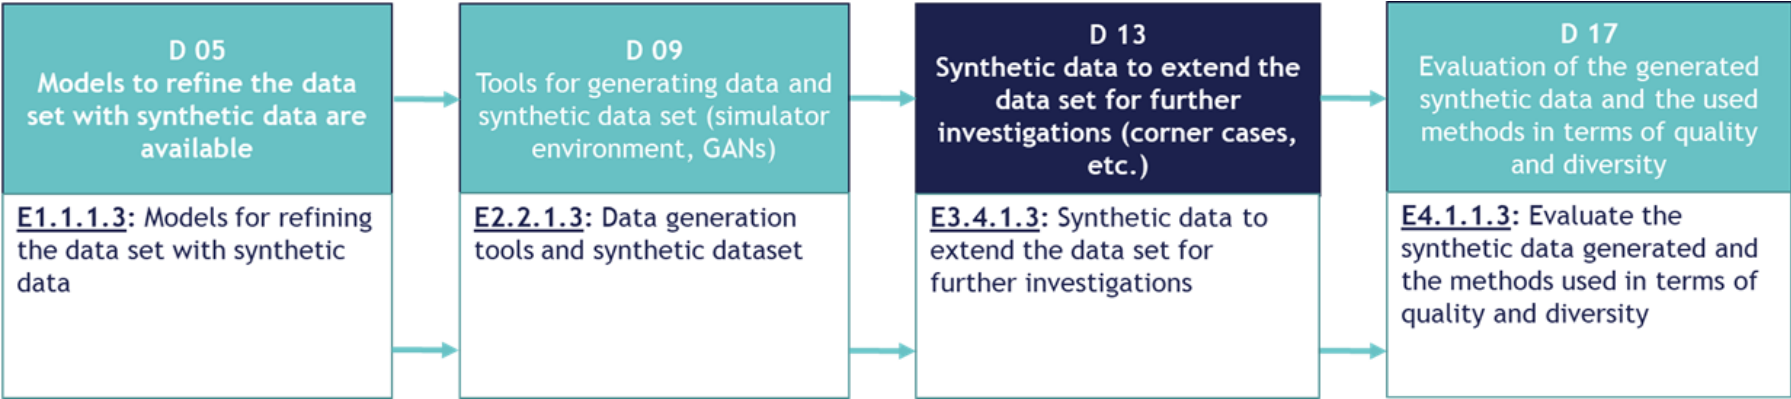 D 05
Models to refine the data
set with synthetic data are
available
E1.1.1.3: Models for refining
the data set with synthetic
data
D 09
Tools for generating data and
synthetic data set (simulator
environment, GANs)
E2.2.1.3: Data generation
tools and synthetic dataset
D 13
Synthetic data to extend the
data set for further
investigations (corner cases,
etc.)
E3.4.1.3: Synthetic data to
extend the data set for
further investigations
D 17
Evaluation of the generated
synthetic data and the used
methods in terms of quality
and diversity
E4.1.1.3: Evaluate the
synthetic data generated and
the methods used in terms of
quality and diversity